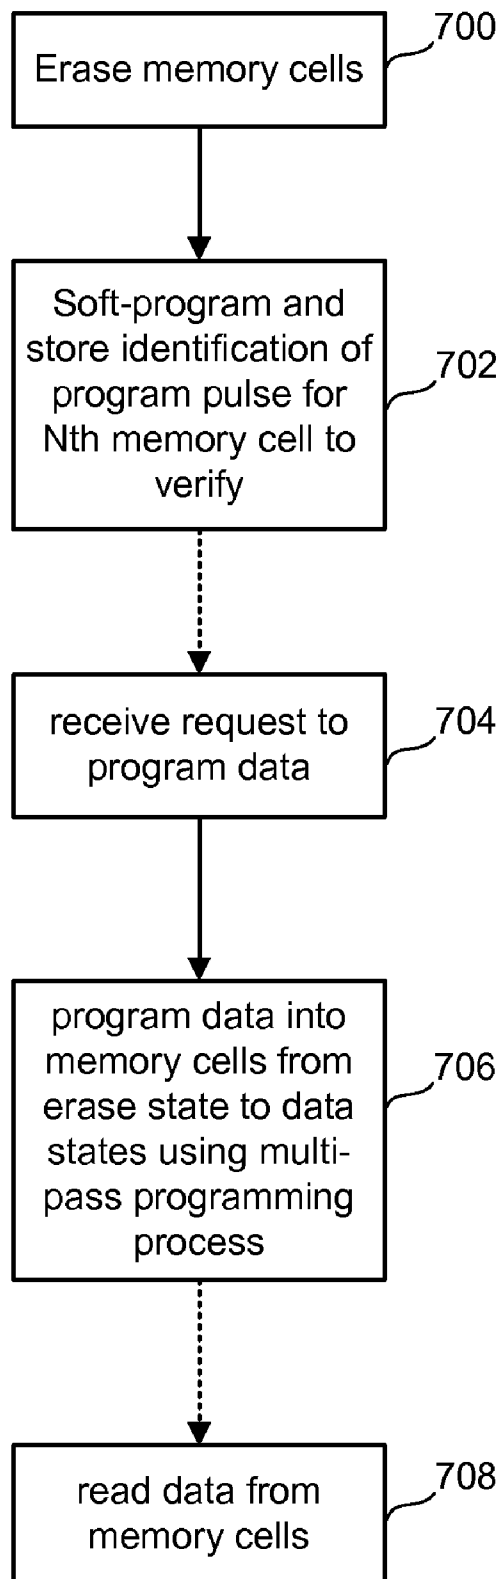 700
Erase memory cells
Soft-program and
store identification of
program pulse for
Nth memory cell to
verify
702
receive request to
program data
704
program data into
memory cells from
erase state to data
states using multi-
pass programming
process
706
read data from
memory cells
708